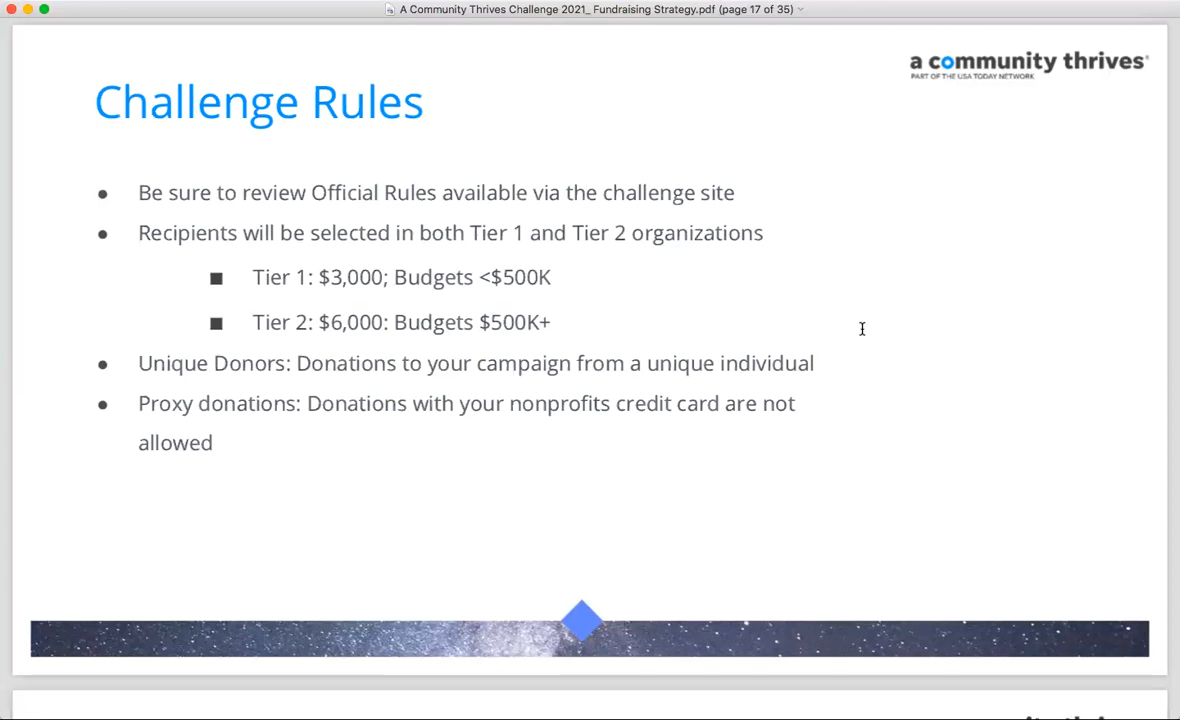 A Community Thrives Challenge 2021_ Fundraising Strategy.pdf (page 17 of 35)
a community thrives
PART OF THE USA TODAY NETWORK
Challenge Rules
● Be sure to review Official Rules available via the challenge site
● Recipients will be selected in both Tier 1 and Tier 2 organizations
■ Tier 1: $3,000; Budgets <$500K
■ Tier 2: $6,000: Budgets $500K+
● Unique Donors: Donations to your campaign from a unique individual
● Proxy donations: Donations with your nonprofits credit card are not
allowed